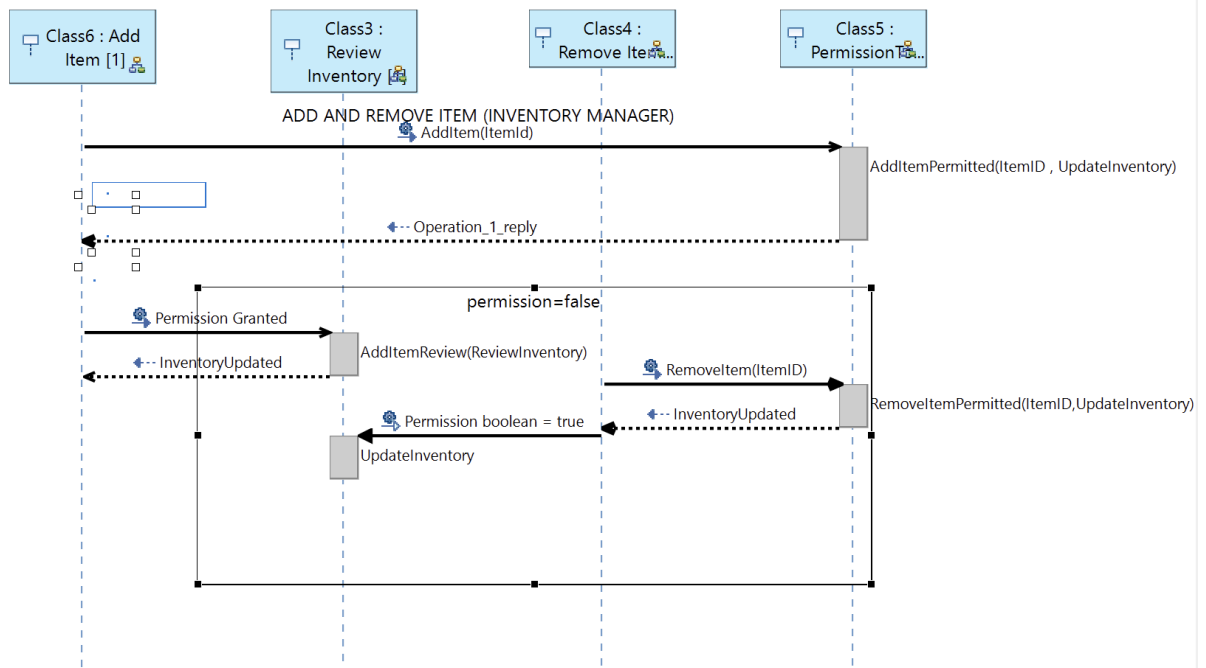 Class6 : Add
Item [1]
Class3 :
Review
Inventory [
Class4 :
Remove Ite
Class5 :
Permission
ADD AND REMOVE ITEM (INVENTORY MANAGER)
AddItem(ItemId)
AddItemPermitted(ItemID , UpdateInventory)
Operation_1_reply
permission=false
Permission Granted
AddItemReview(ReviewInventory)
InventoryUpdated
RemoveItem(ItemID)
RemoveItemPermitted(ItemID,UpdateInventory)
InventoryUpdated
Permission boolean = true
UpdateInventory